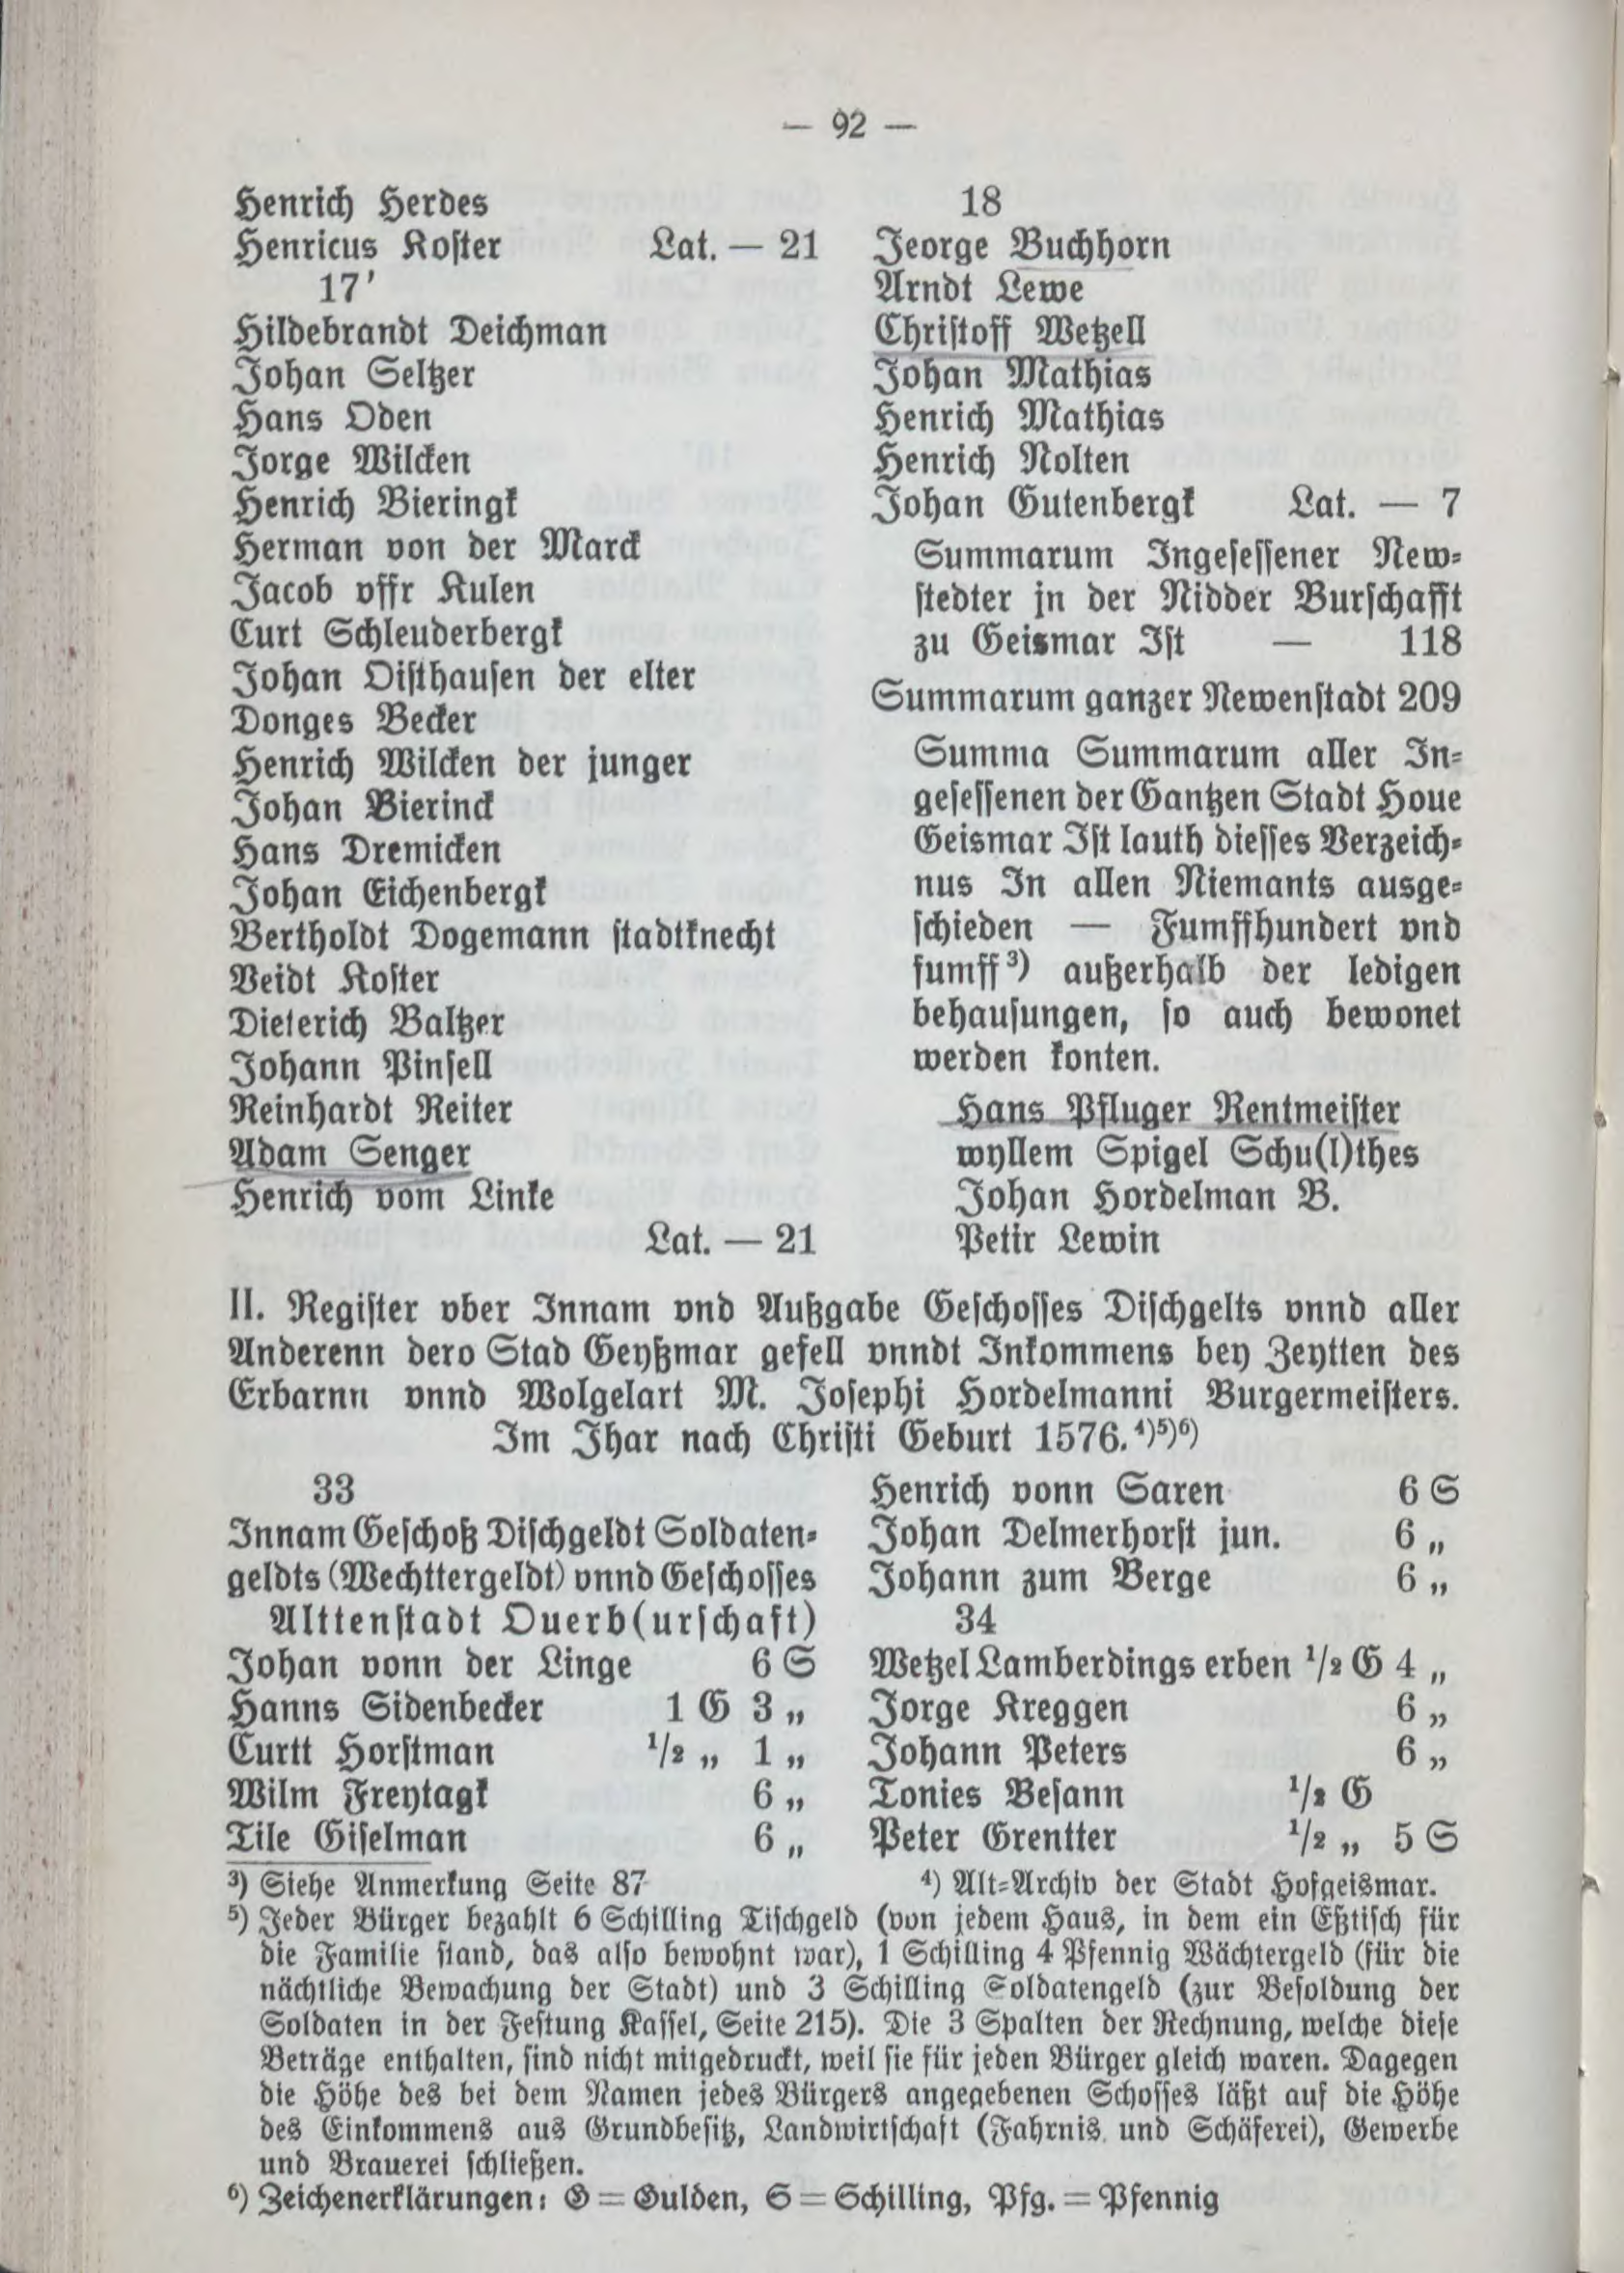 — 92 —
Henrich Herdes
Henricus Koster Lat. — 21
17'
Hildebrandt Deichman
Johan Seltzer
Hans Oden
Jorge Wilcken
Henrich Bieringk
Herman von der Marck
Jacob vffr Kulen
Curt Schleuderbergk
Johan Oisthausen der elter
Donges Becker
Henrich Wilcken der junger
Johan Bierinck
Hans Dremicken
Johan Eichenbergk
Bertholdt Dogemann stadtknecht
Veidt Koster
Dieterich Baltzer
Johann Pinsell
Reinhardt Reiter
Adam Senger
Henrich vom Linke
Lat. — 21
18
Jeorge Buchhorn
Arndt Lewe
Christoff Wetzell
Johan Mathias
Henrich Mathias
Henrich Nolten
Johan Gutenbergk Lat. — 7
Summarum Ingesessener New-
stedter jn der Nidder Burschafft
zu Geismar Ist — 118
Summarum ganzer Newenstadt 209
Summa Summarum aller In-
gesessenen der Gantzen Stadt Houe
Geismar Ist lauth diesses Verzeich-
nus In allen Niemants ausge-
schieden — Fumffhundert vnd
fumff³) außerhalb der ledigen
behausungen, so auch bewonet
werden konten.
Hans Pfluger Rentmeister
wyllem Spigel Schu(l)thes
Johan Hordelman B.
Petir Lewin
II. Register vber Innam vnd Außgabe Geschosses Dischgelts vnnd aller
Anderenn dero Stad Geyßmar gefell vnndt Inkommens bey Zeytten des
Erbarnn vnnd Wolgelart M. Josephi Hordelmanni Burgermeisters.
Im Jhar nach Christi Geburt 1576.⁴)⁵)⁶)
33
Innam Geschoß Dischgeldt Soldaten-
geldts (Wechttergeldt) vnnd Geschosses
Alttenstadt Ouerb(urschaft)
Johan vonn der Linge 6 S
Hanns Sidenbecker 1 G 3 „
Curtt Horstman ½ „ 1 „
Wilm Freytagk 6 „
Tile Giselman 6 „
Henrich vonn Saren 6 S
Johan Delmerhorst jun. 6 „
Johann zum Berge 6 „
34
Wetzel Lamberdings erben ½ G 4 „
Jorge Kreggen 6 „
Johann Peters 6 „
Tonies Besann ½ G
Peter Grentter ½ „ 5 S
³) Siehe Anmerkung Seite 87 ⁴) Alt-Archiv der Stadt Hofgeismar.
⁵) Jeder Bürger bezahlt 6 Schilling Tischgeld (von jedem Haus, in dem ein Eßtisch für
die Familie stand, das also bewohnt war), 1 Schilling 4 Pfennig Wächtergeld (für die
nächtliche Bewachung der Stadt) und 3 Schilling Soldatengeld (zur Besoldung der
Soldaten in der Festung Kassel, Seite 215). Die 3 Spalten der Rechnung, welche diese
Beträge enthalten, sind nicht mitgedruckt, weil sie für jeden Bürger gleich waren. Dagegen
die Höhe des bei dem Namen jedes Bürgers angegebenen Schosses läßt auf die Höhe
des Einkommens aus Grundbesitz, Landwirtschaft (Fahrnis und Schäferei), Gewerbe
und Brauerei schließen.
⁶) Zeichenerklärungen: G = Gulden, S = Schilling, Pfg. = Pfennig